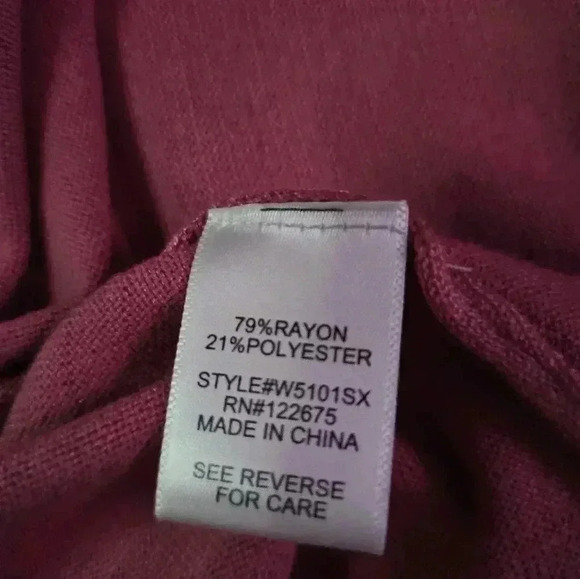 79%RAYON
21%POLYESTER
STYLE#W5101SX
RN#122675
MADE IN CHINA
SEE REVERSE
FOR CARE